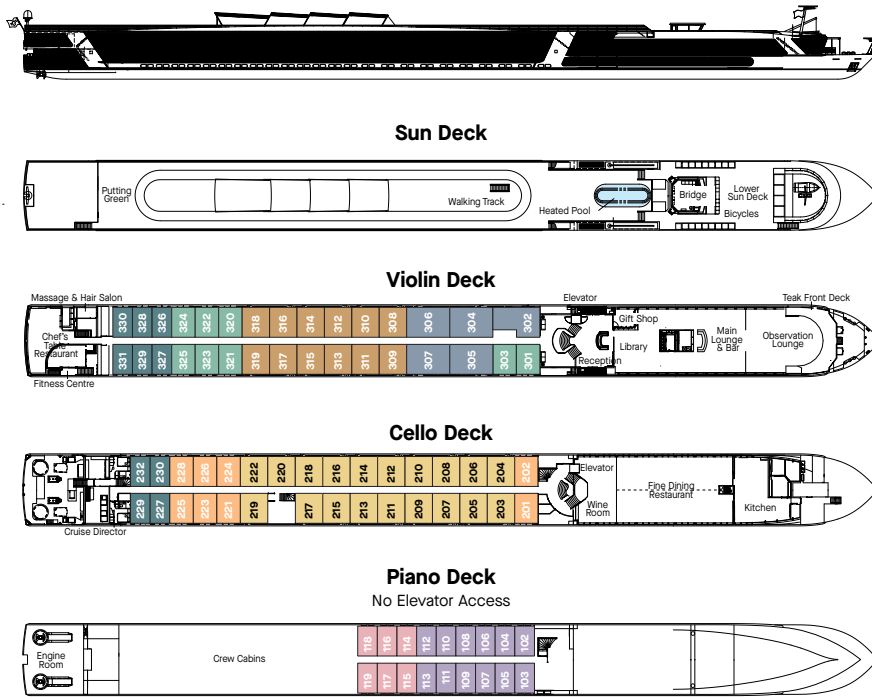 Sun Deck
Putting
Green
Walking Track
Heated Pool
Bridge
Lower
Sun Deck
Bicycles
Violin Deck
Massage & Hair Salon
Elevator
Teak Front Deck
330 328 326 324 322 320 318 316 314 312 310 308 306 304 302
Gift Shop
Chef's
Table
Restaurant
Library
Main
Lounge
& Bar
Observation
Lounge
331 329 327 325 323 321 319 317 315 313 311 309 307 305 303 301
Reception
Fitness Centre
Cello Deck
232 230 228 226 224 222 220 218 216 214 212 210 208 206 204 202
Elevator
Fine Dining
Restaurant
Wine
Room
Kitchen
229 227 225 223 221 219 217 215 213 211 209 207 205 203 201
Cruise Director
Piano Deck
No Elevator Access
118 116 114 112 110 108 106 104 102
Engine
Room
Crew Cabins
119 117 115 113 111 109 107 105 103